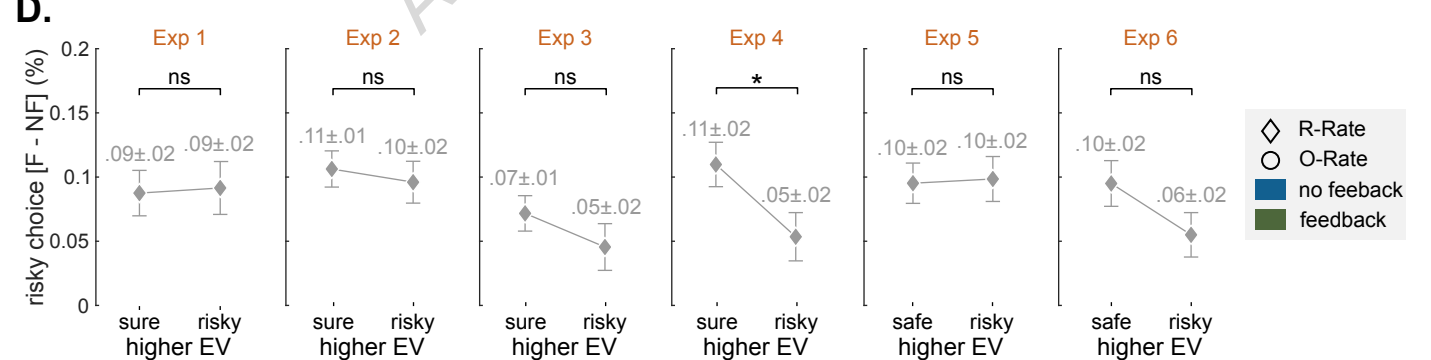 D.
Exp 1 Exp 2 Exp 3 Exp 4 Exp 5 Exp 6
risky choice [F - NF] (%)
0.2
0.15
0.1
0.05
0
ns ns ns * ns ns
.09±.02 .09±.02 .11±.01 .10±.02 .07±.01 .05±.02 .11±.02 .05±.02 .10±.02 .10±.02 .10±.02 .06±.02
R-Rate
O-Rate
no feeback
feedback
sure risky sure risky sure risky sure risky safe risky safe risky
higher EV higher EV higher EV higher EV higher EV higher EV